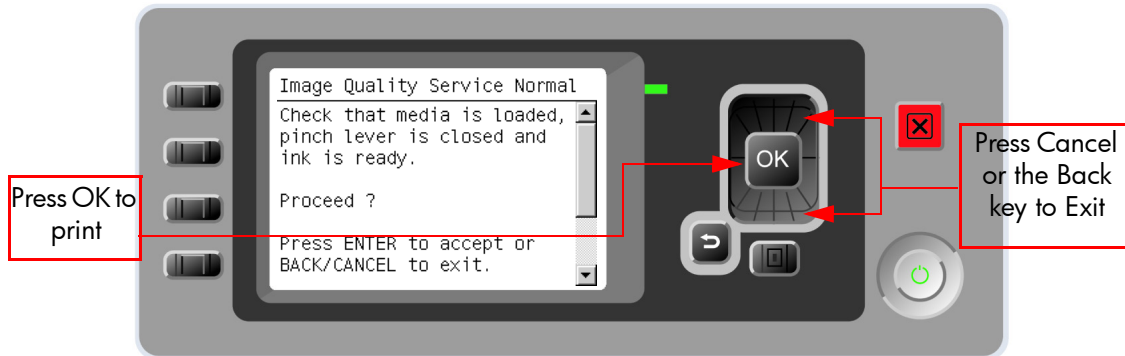 Image Quality Service Normal
Check that media is loaded,
pinch lever is closed and
ink is ready.
Proceed ?
Press ENTER to accept or
BACK/CANCEL to exit.
OK
Press OK to
print
Press Cancel
or the Back
key to Exit